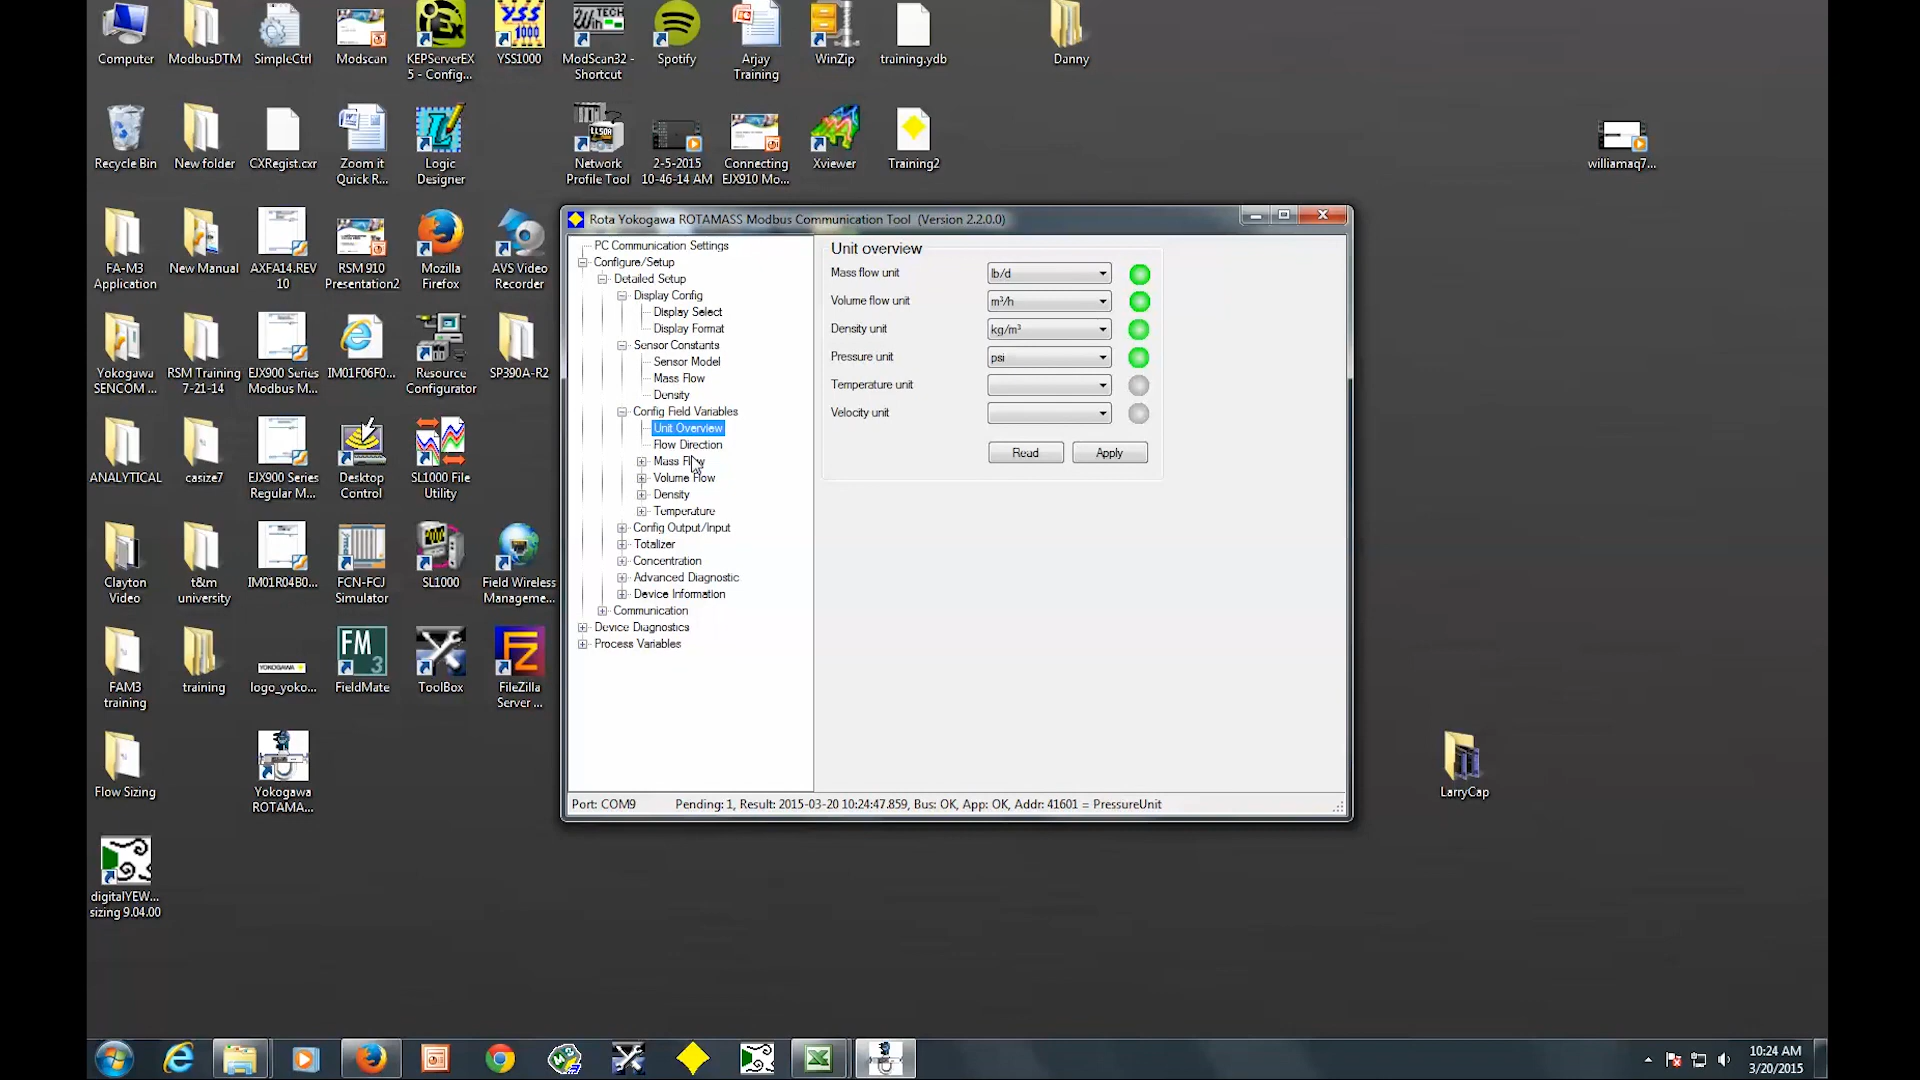 Computer
ModbusDTM
SimpleCtrl
Modscan
KEPServerEX
5 - Config...
YSS1000
ModScan32 -
Shortcut
Spotify
Arjay
Training
WinZip
training.ydb
Danny
Recycle Bin
New folder
CXRegist.cxr
Zoom it
Quick R...
Logic
Designer
Network
Profile Tool
2-5-2015
10-46-14 AM
Connecting
EJX910 Mo...
Xviewer
Training2
williamaq7...
FA-M3
Application
New Manual
AXFA14.REV
10
RSM 910
Presentation2
Mozilla
Firefox
AVS Video
Recorder
Yokogawa
SENCOM ...
RSM Training
7-21-14
EJX900 Series
Modbus M...
IM01F06F0...
Resource
Configurator
SP390A-R2
ANALYTICAL
casize7
EJX900 Series
Regular M...
Desktop
Control
SL1000 File
Utility
Clayton
Video
t&m
university
IM01R04B0...
FCN-FCJ
Simulator
SL1000
Field Wireless
Manageme...
FAM3
training
training
YOKOGAWA
logo_yoko...
FM
3
FieldMate
ToolBox
FileZilla
Server ...
Flow Sizing
Yokogawa
ROTAMA...
digitalYEW...
sizing 9.04.00
LarryCap
Rota Yokogawa ROTAMASS Modbus Communication Tool (Version 2.2.0.0)
PC Communication Settings
Configure/Setup
Detailed Setup
Display Config
Display Select
Display Format
Sensor Constants
Sensor Model
Mass Flow
Density
Config Field Variables
Unit Overview
Flow Direction
Mass Flow
Volume Flow
Density
Temperature
Config Output/Input
Totalizer
Concentration
Advanced Diagnostic
Device Information
Communication
Device Diagnostics
Process Variables
Unit overview
Mass flow unit lb/d
Volume flow unit m³/h
Density unit kg/m³
Pressure unit psi
Temperature unit
Velocity unit
Read Apply
Port: COM9 Pending: 1, Result: 2015-03-20 10:24:47.859, Bus: OK, App: OK, Addr: 41601 = PressureUnit
10:24 AM
3/20/2015